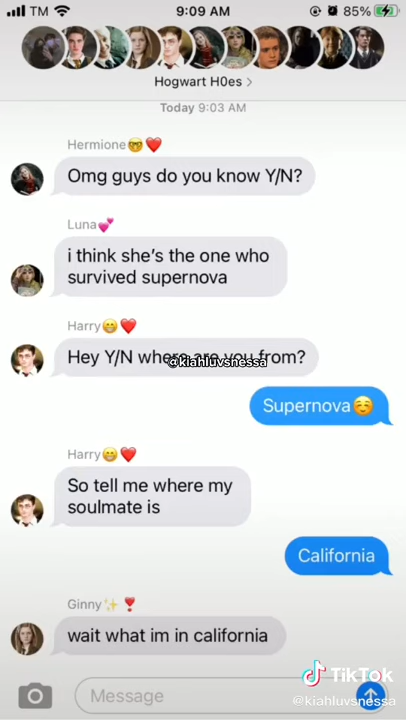 TM 9:09 AM 85%
Hogwart H0es >
Today 9:03 AM
Hermione🤓❤️
Omg guys do you know Y/N?
Luna💕
i think she's the one who
survived supernova
Harry😁❤️
Hey Y/N where are you from?
@kiahluvsnessa
Supernova☺️
Harry😁❤️
So tell me where my
soulmate is
California
Ginny✨❣️
wait what im in california
Message
TikTok
@kiahluvsnessa